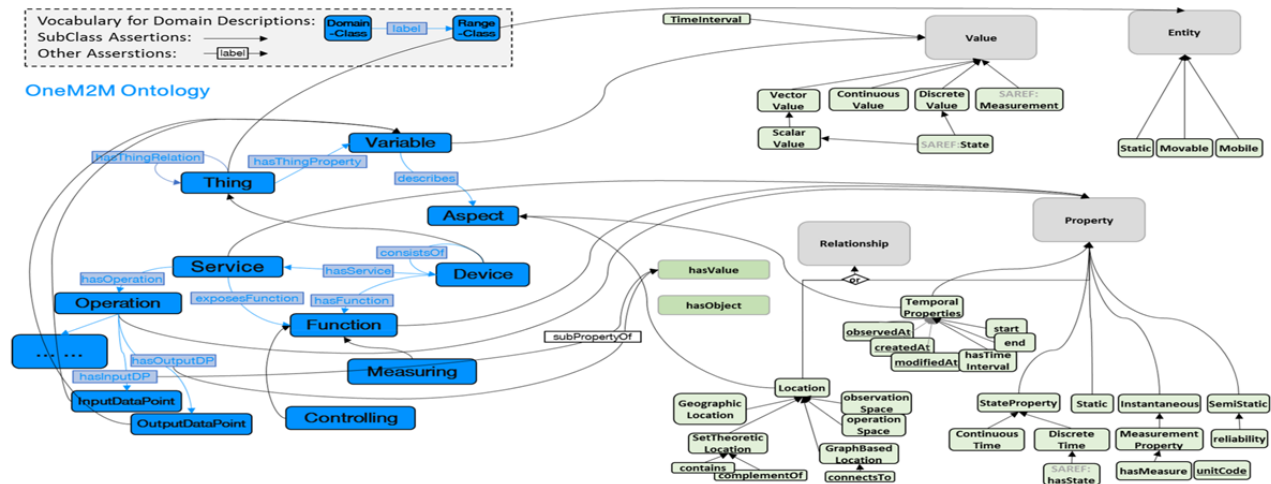 Vocabulary for Domain Descriptions:
SubClass Assertions:
Other Asserstions:
label
Domain
-Class
label
Range
-Class
OneM2M Ontology
TimeInterval
Value
Entity
Vector
Value
Continuous
Value
Discrete
Value
SAREF:
Measurement
Scalar
Value
SAREF:State
Static
Movable
Mobile
Variable
hasThingRelation
hasThingProperty
Thing
describes
Aspect
Property
Relationship
or
consistsOf
Service
hasService
Device
hasOperation
exposesFunction
hasFunction
Operation
Function
... ...
hasOutputDP
hasInputDP
Measuring
InputDataPoint
OutputDataPoint
Controlling
hasValue
hasObject
subPropertyOf
Temporal
Properties
observedAt
createdAt
modifiedAt
start
end
hasTime
Interval
Location
Geographic
Location
observation
Space
operation
Space
SetTheoretic
Location
contains
complementOf
GraphBased
Location
connectsTo
StateProperty
Static
Instantaneous
SemiStatic
Continuous
Time
Discrete
Time
Measurement
Property
reliability
SAREF:
hasState
hasMeasure
unitCode